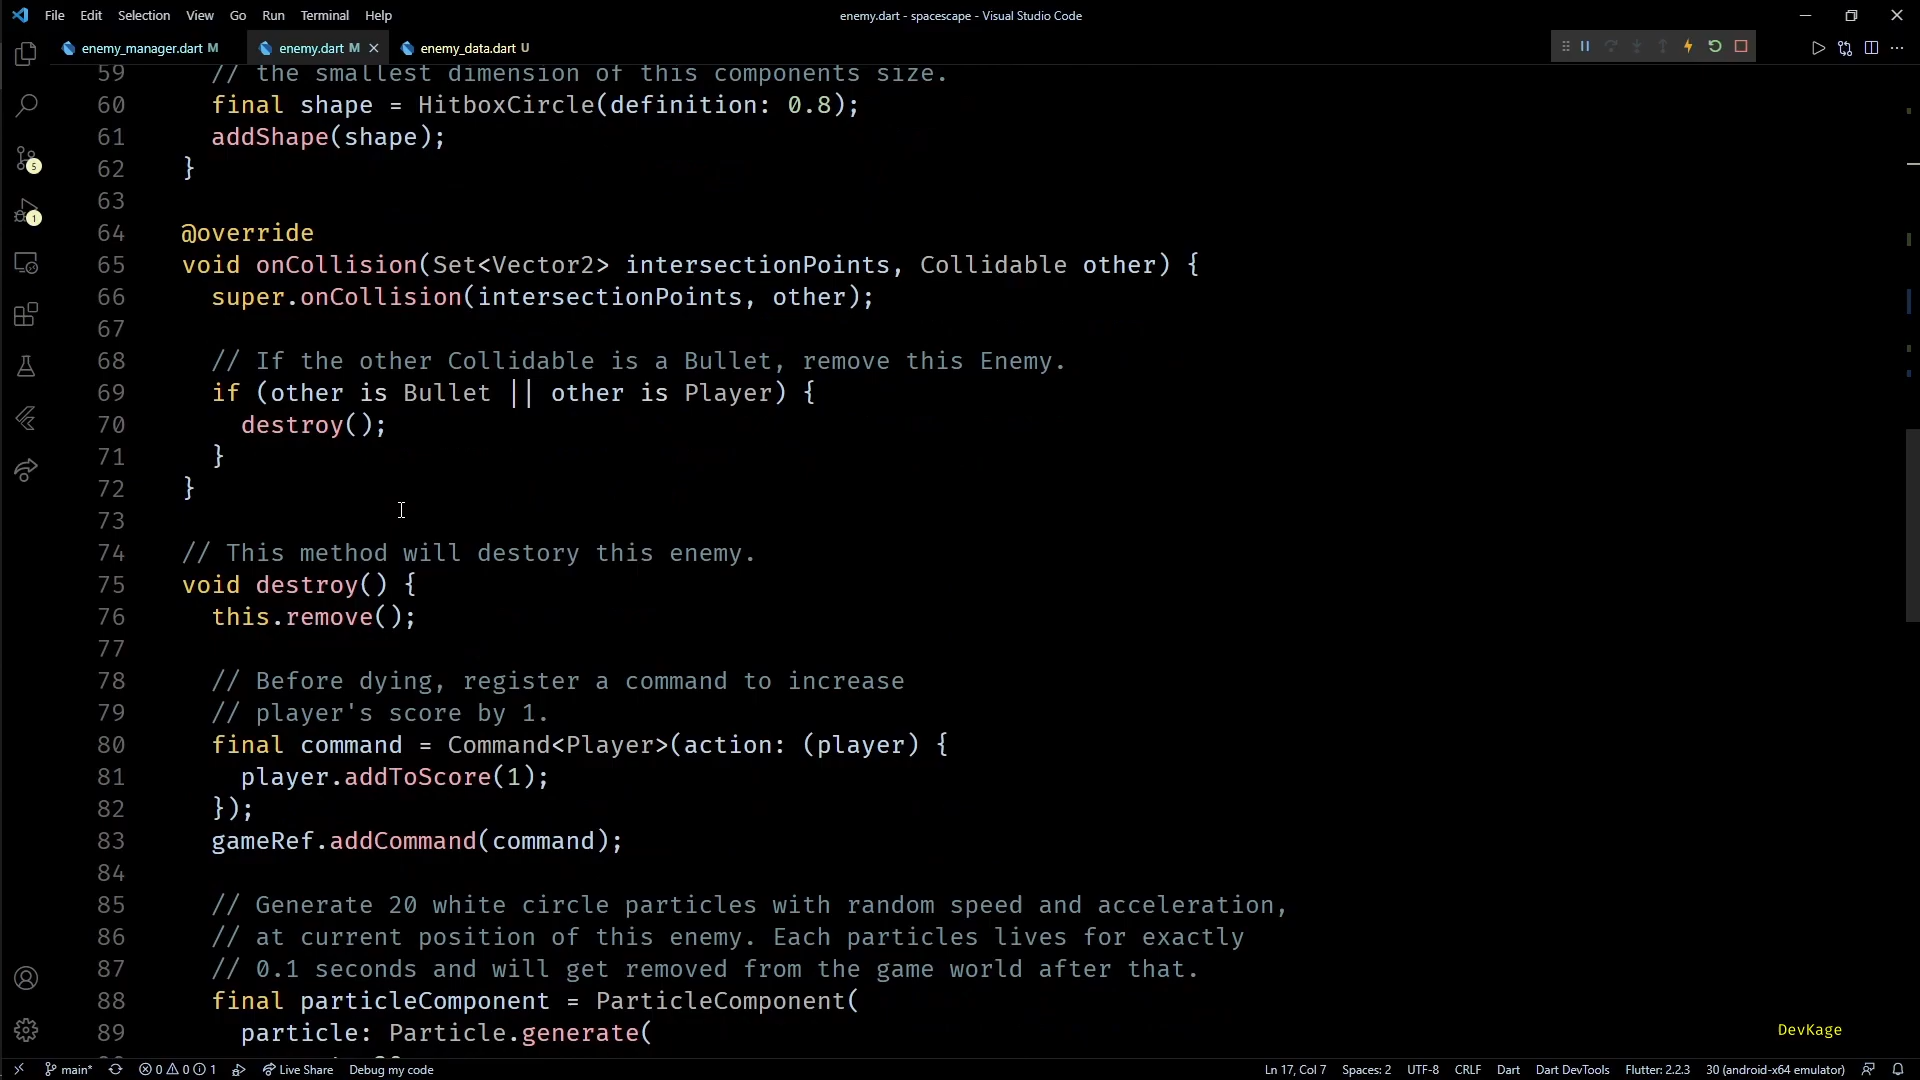 File Edit Selection View Go Run Terminal Help
enemy.dart - spacescape - Visual Studio Code
enemy_manager.dart M
enemy.dart M
enemy_data.dart U
59 // the smallest dimension of this components size.
60 final shape = HitboxCircle(definition: 0.8);
61 addShape(shape);
62 }
63
64 @override
65 void onCollision(Set<Vector2> intersectionPoints, Collidable other) {
66 super.onCollision(intersectionPoints, other);
67
68 // If the other Collidable is a Bullet, remove this Enemy.
69 if (other is Bullet || other is Player) {
70 destroy();
71 }
72 }
73
74 // This method will destory this enemy.
75 void destroy() {
76 this.remove();
77
78 // Before dying, register a command to increase
79 // player's score by 1.
80 final command = Command<Player>(action: (player) {
81 player.addToScore(1);
82 });
83 gameRef.addCommand(command);
84
85 // Generate 20 white circle particles with random speed and acceleration,
86 // at current position of this enemy. Each particles lives for exactly
87 // 0.1 seconds and will get removed from the game world after that.
88 final particleComponent = ParticleComponent(
89 particle: Particle.generate(
5
1
DevKage
main* 0 0 1 Live Share Debug my code
Ln 17, Col 7 Spaces: 2 UTF-8 CRLF Dart Dart DevTools Flutter: 2.2.3 30 (android-x64 emulator)